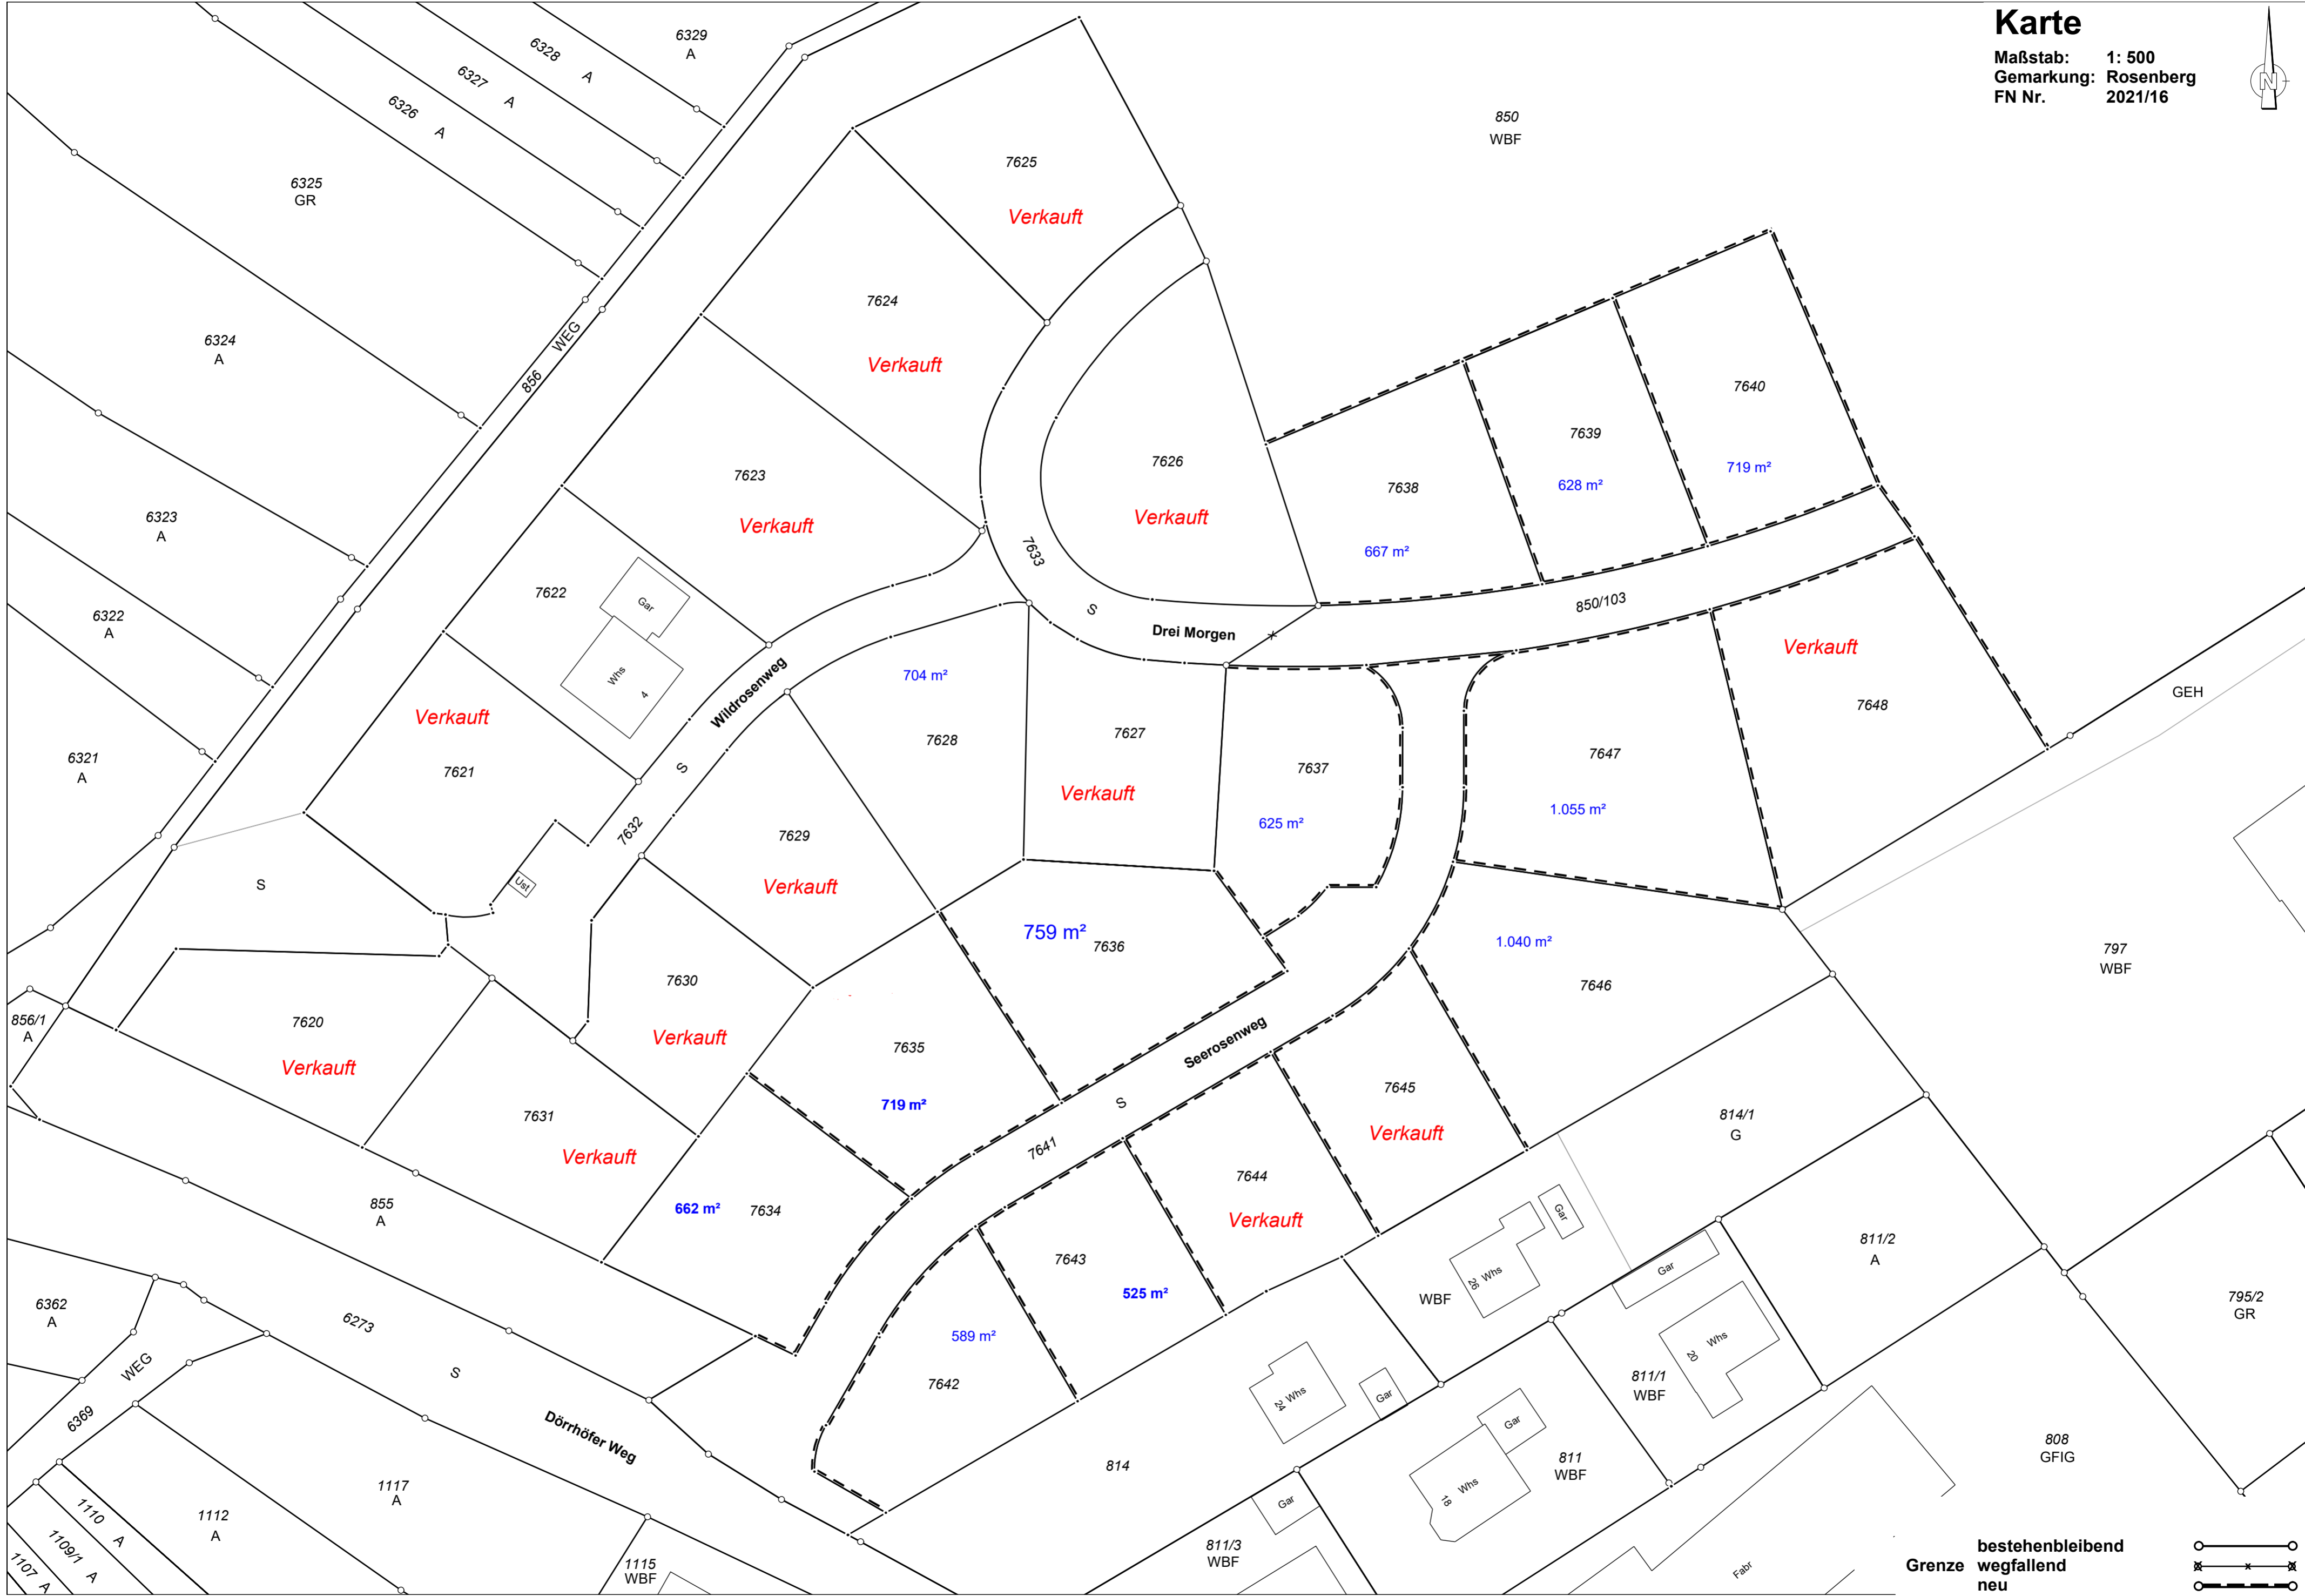 Karte
Maßstab: 1: 500
Gemarkung: Rosenberg
FN Nr. 2021/16
N
6329
A
6328 A
6327 A
6326 A
6325
GR
6324
A
6323
A
6322
A
6321
A
856 WEG
850
WBF
7625
Verkauft
7624
Verkauft
7623
Verkauft
7626
Verkauft
7640
719 m²
7639
628 m²
7638
667 m²
7622
Gar
Whs
4
7633
S
Drei Morgen
850/103
Verkauft
7648
GEH
Verkauft
7621
Wildrosenweg
S
7632
Ust
704 m²
7628
7627
Verkauft
7637
625 m²
7647
1.055 m²
7629
Verkauft
S
759 m²
7636
1.040 m²
7646
797
WBF
7630
Verkauft
7620
Verkauft
856/1
A
7635
719 m²
Seerosenweg
S
7641
7645
Verkauft
7631
Verkauft
814/1
G
7644
Verkauft
662 m²
7634
855
A
7643
525 m²
589 m²
7642
WBF
26 Whs
Gar
Gar
811/2
A
795/2
GR
6362
A
6273
S
WEG
6369
Dörrhöfer Weg
24 Whs
Gar
20
Whs
811/1
WBF
Gar
18
Whs
811
WBF
808
GFIG
814
1117
A
1112
A
1110 A
1109/1 A
1107 A
1115
WBF
Gar
811/3
WBF
Fabr
bestehenbleibend
Grenze wegfallend
neu